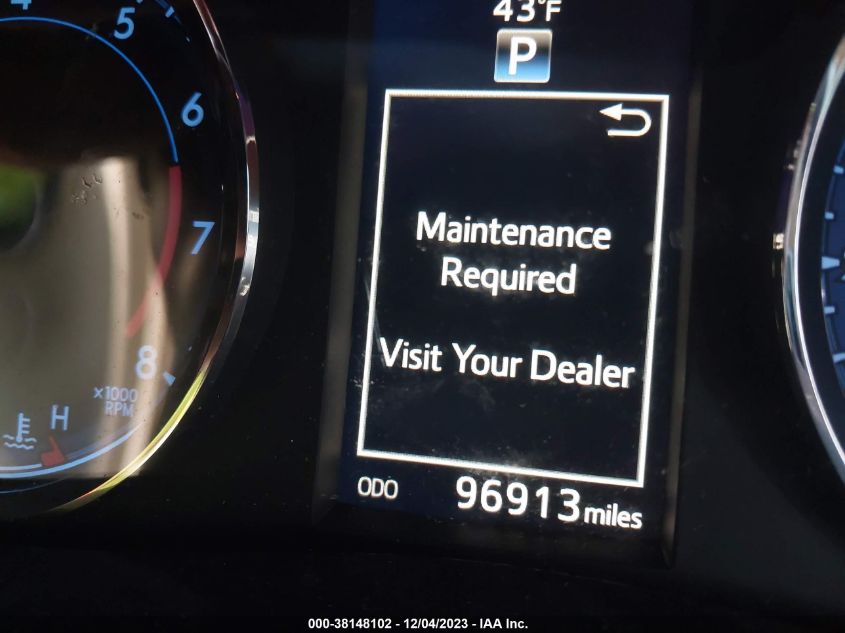 43°F
P
Maintenance
Required
Visit Your Dealer
ODO 96913 miles
5
6
7
8
x1000
RPM
H
000-38148102 - 12/04/2023 - IAA Inc.